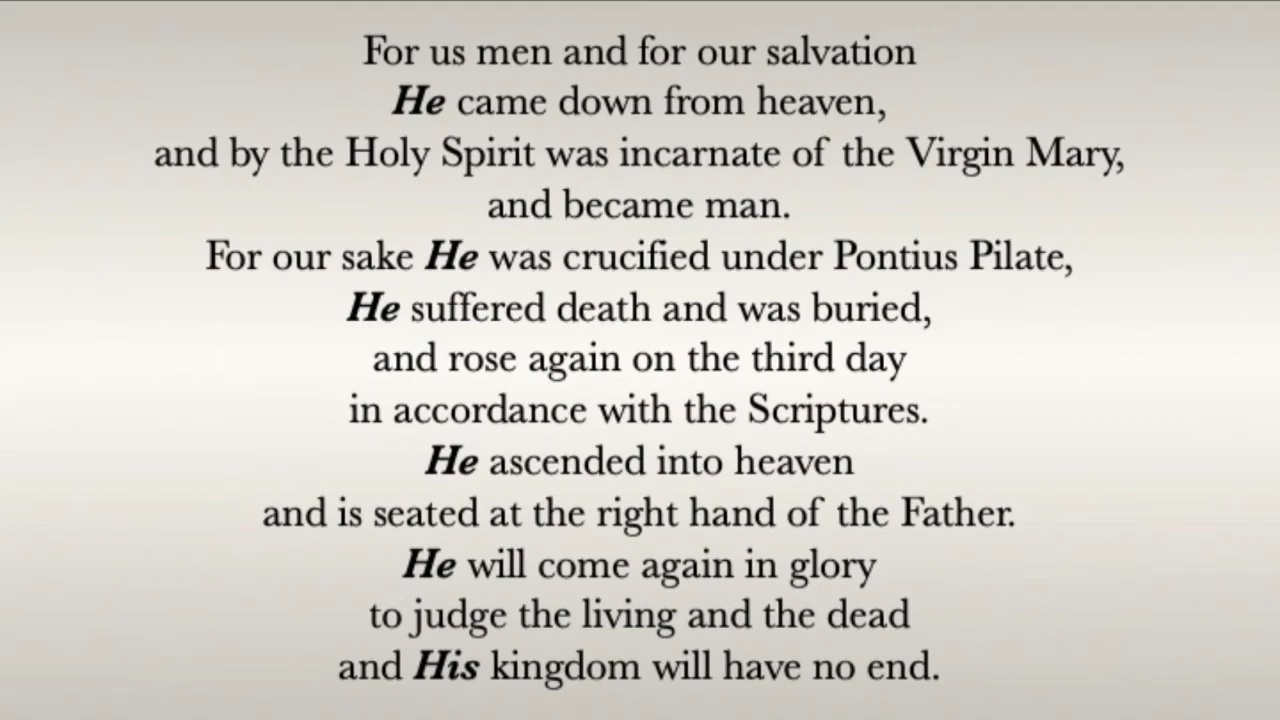 For us men and for our salvation
He came down from heaven,
and by the Holy Spirit was incarnate of the Virgin Mary,
and became man.
For our sake He was crucified under Pontius Pilate,
He suffered death and was buried,
and rose again on the third day
in accordance with the Scriptures.
He ascended into heaven
and is seated at the right hand of the Father.
He will come again in glory
to judge the living and the dead
and His kingdom will have no end.